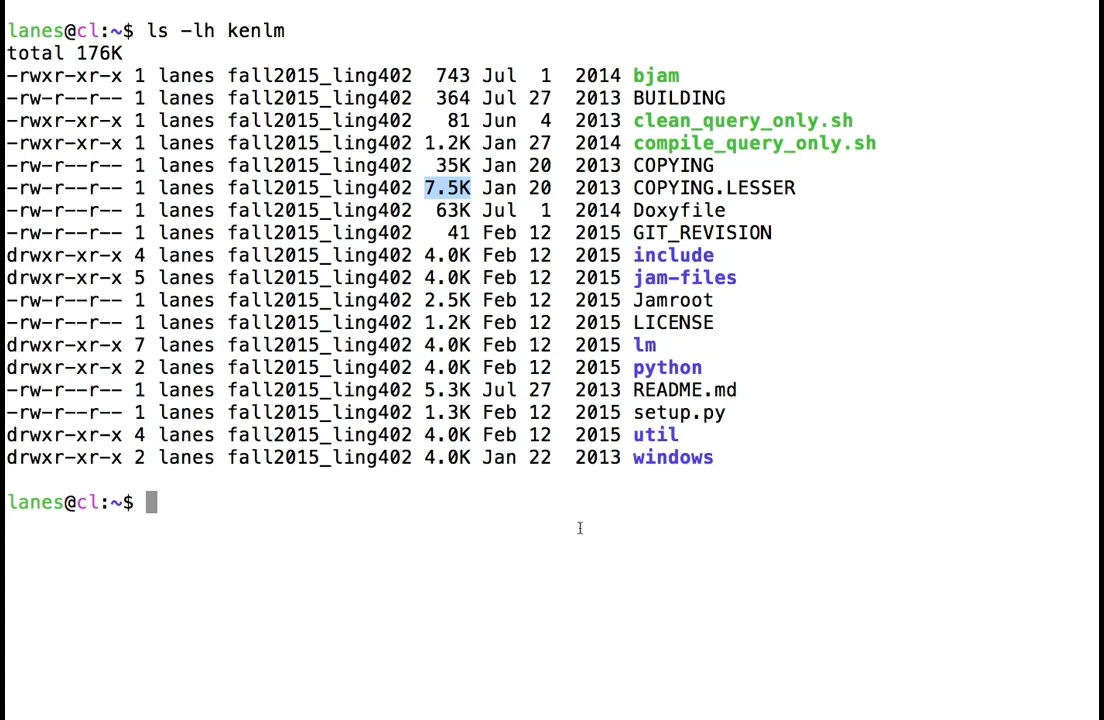 lanes@cl:~$ ls -lh kenlm
total 176K
-rwxr-xr-x 1 lanes fall2015_ling402  743 Jul  1  2014 bjam
-rw-r--r-- 1 lanes fall2015_ling402  364 Jul 27  2013 BUILDING
-rw-r--r-- 1 lanes fall2015_ling402   81 Jun  4  2013 clean_query_only.sh
-rw-r--r-- 1 lanes fall2015_ling402 1.2K Jan 27  2014 compile_query_only.sh
-rw-r--r-- 1 lanes fall2015_ling402  35K Jan 20  2013 COPYING
-rw-r--r-- 1 lanes fall2015_ling402 7.5K Jan 20  2013 COPYING.LESSER
-rw-r--r-- 1 lanes fall2015_ling402  63K Jul  1  2014 Doxyfile
-rw-r--r-- 1 lanes fall2015_ling402   41 Feb 12  2015 GIT_REVISION
drwxr-xr-x 4 lanes fall2015_ling402 4.0K Feb 12  2015 include
drwxr-xr-x 5 lanes fall2015_ling402 4.0K Feb 12  2015 jam-files
-rw-r--r-- 1 lanes fall2015_ling402 2.5K Feb 12  2015 Jamroot
-rw-r--r-- 1 lanes fall2015_ling402 1.2K Feb 12  2015 LICENSE
drwxr-xr-x 7 lanes fall2015_ling402 4.0K Feb 12  2015 lm
drwxr-xr-x 2 lanes fall2015_ling402 4.0K Feb 12  2015 python
-rw-r--r-- 1 lanes fall2015_ling402 5.3K Jul 27  2013 README.md
-rw-r--r-- 1 lanes fall2015_ling402 1.3K Feb 12  2015 setup.py
drwxr-xr-x 4 lanes fall2015_ling402 4.0K Feb 12  2015 util
drwxr-xr-x 2 lanes fall2015_ling402 4.0K Jan 22  2013 windows
lanes@cl:~$